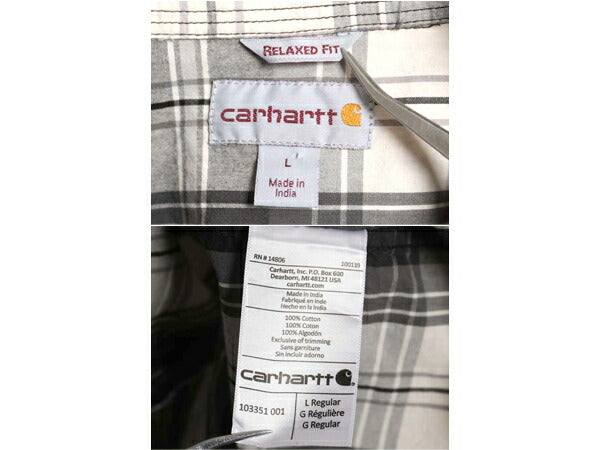 RELAXED FIT
carhartt
L
Made in
India
RN # 14806 100119
Carhartt, Inc. P.O. Box 600
Dearborn, MI 48121 USA
carhartt.com
Made in India
Fabriqué en Inde
Hecho en la India
100% Cotton
100% Coton
100% Algodón
Exclusive of trimming
Sans garniture
Sin incluir adorno
carhartt
103351 001
L Regular
G Régulière
G Regular